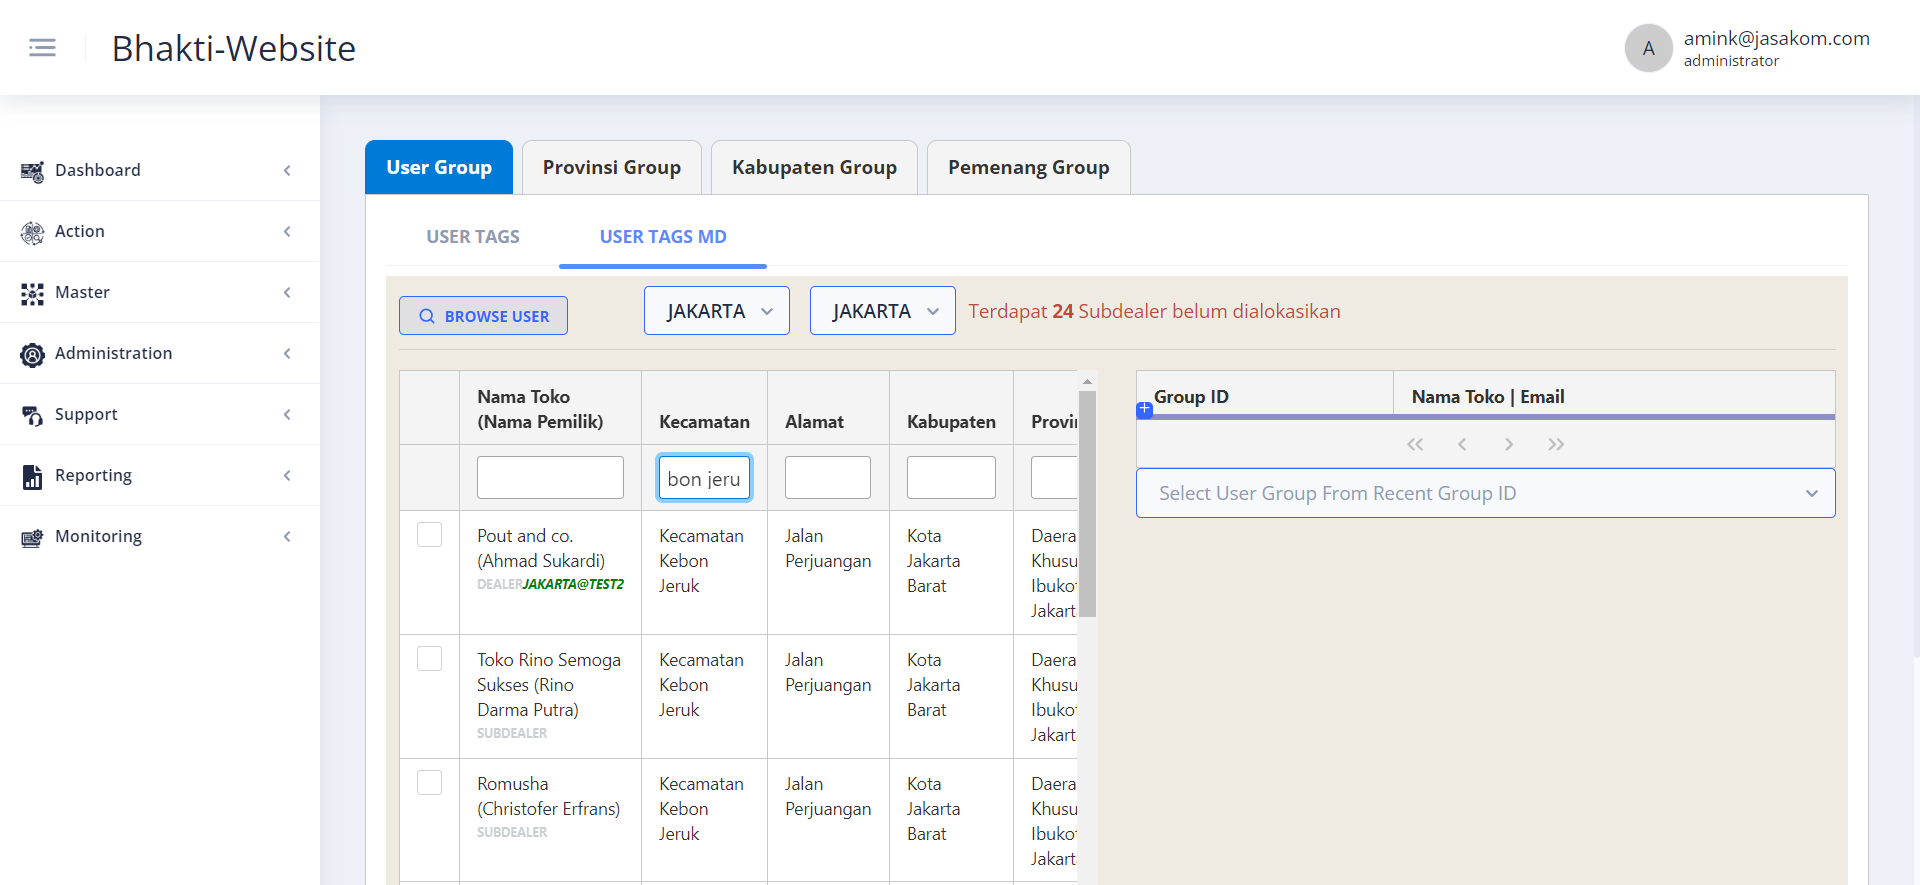 Bhakti-Website
A
amink@jasakom.com
administrator
Dashboard
Action
Master
Administration
Support
Reporting
Monitoring
User Group
Provinsi Group
Kabupaten Group
Pemenang Group
USER TAGS
USER TAGS MD
BROWSE USER
JAKARTA
JAKARTA
Terdapat 24 Subdealer belum dialokasikan
Nama Toko
(Nama Pemilik)
Kecamatan
Alamat
Kabupaten
Provin
bon jeru
Pout and co.
(Ahmad Sukardi)
DEALERJAKARTA@TEST2
Kecamatan
Kebon
Jeruk
Jalan
Perjuangan
Kota
Jakarta
Barat
Daera
Khusu
Ibukot
Jakart
Toko Rino Semoga
Sukses (Rino
Darma Putra)
SUBDEALER
Kecamatan
Kebon
Jeruk
Jalan
Perjuangan
Kota
Jakarta
Barat
Daera
Khusu
Ibukot
Jakart
Romusha
(Christofer Erfrans)
SUBDEALER
Kecamatan
Kebon
Jeruk
Jalan
Perjuangan
Kota
Jakarta
Barat
Daera
Khusu
Ibukot
Jakart
Group ID
Nama Toko | Email
Select User Group From Recent Group ID